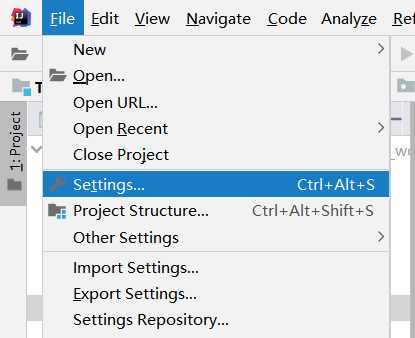 File Edit View Navigate Code Analyze
New
Open...
Open URL...
Open Recent
Close Project
Settings... Ctrl+Alt+S
Project Structure... Ctrl+Alt+Shift+S
Other Settings
Import Settings...
Export Settings...
Settings Repository...
1: Project